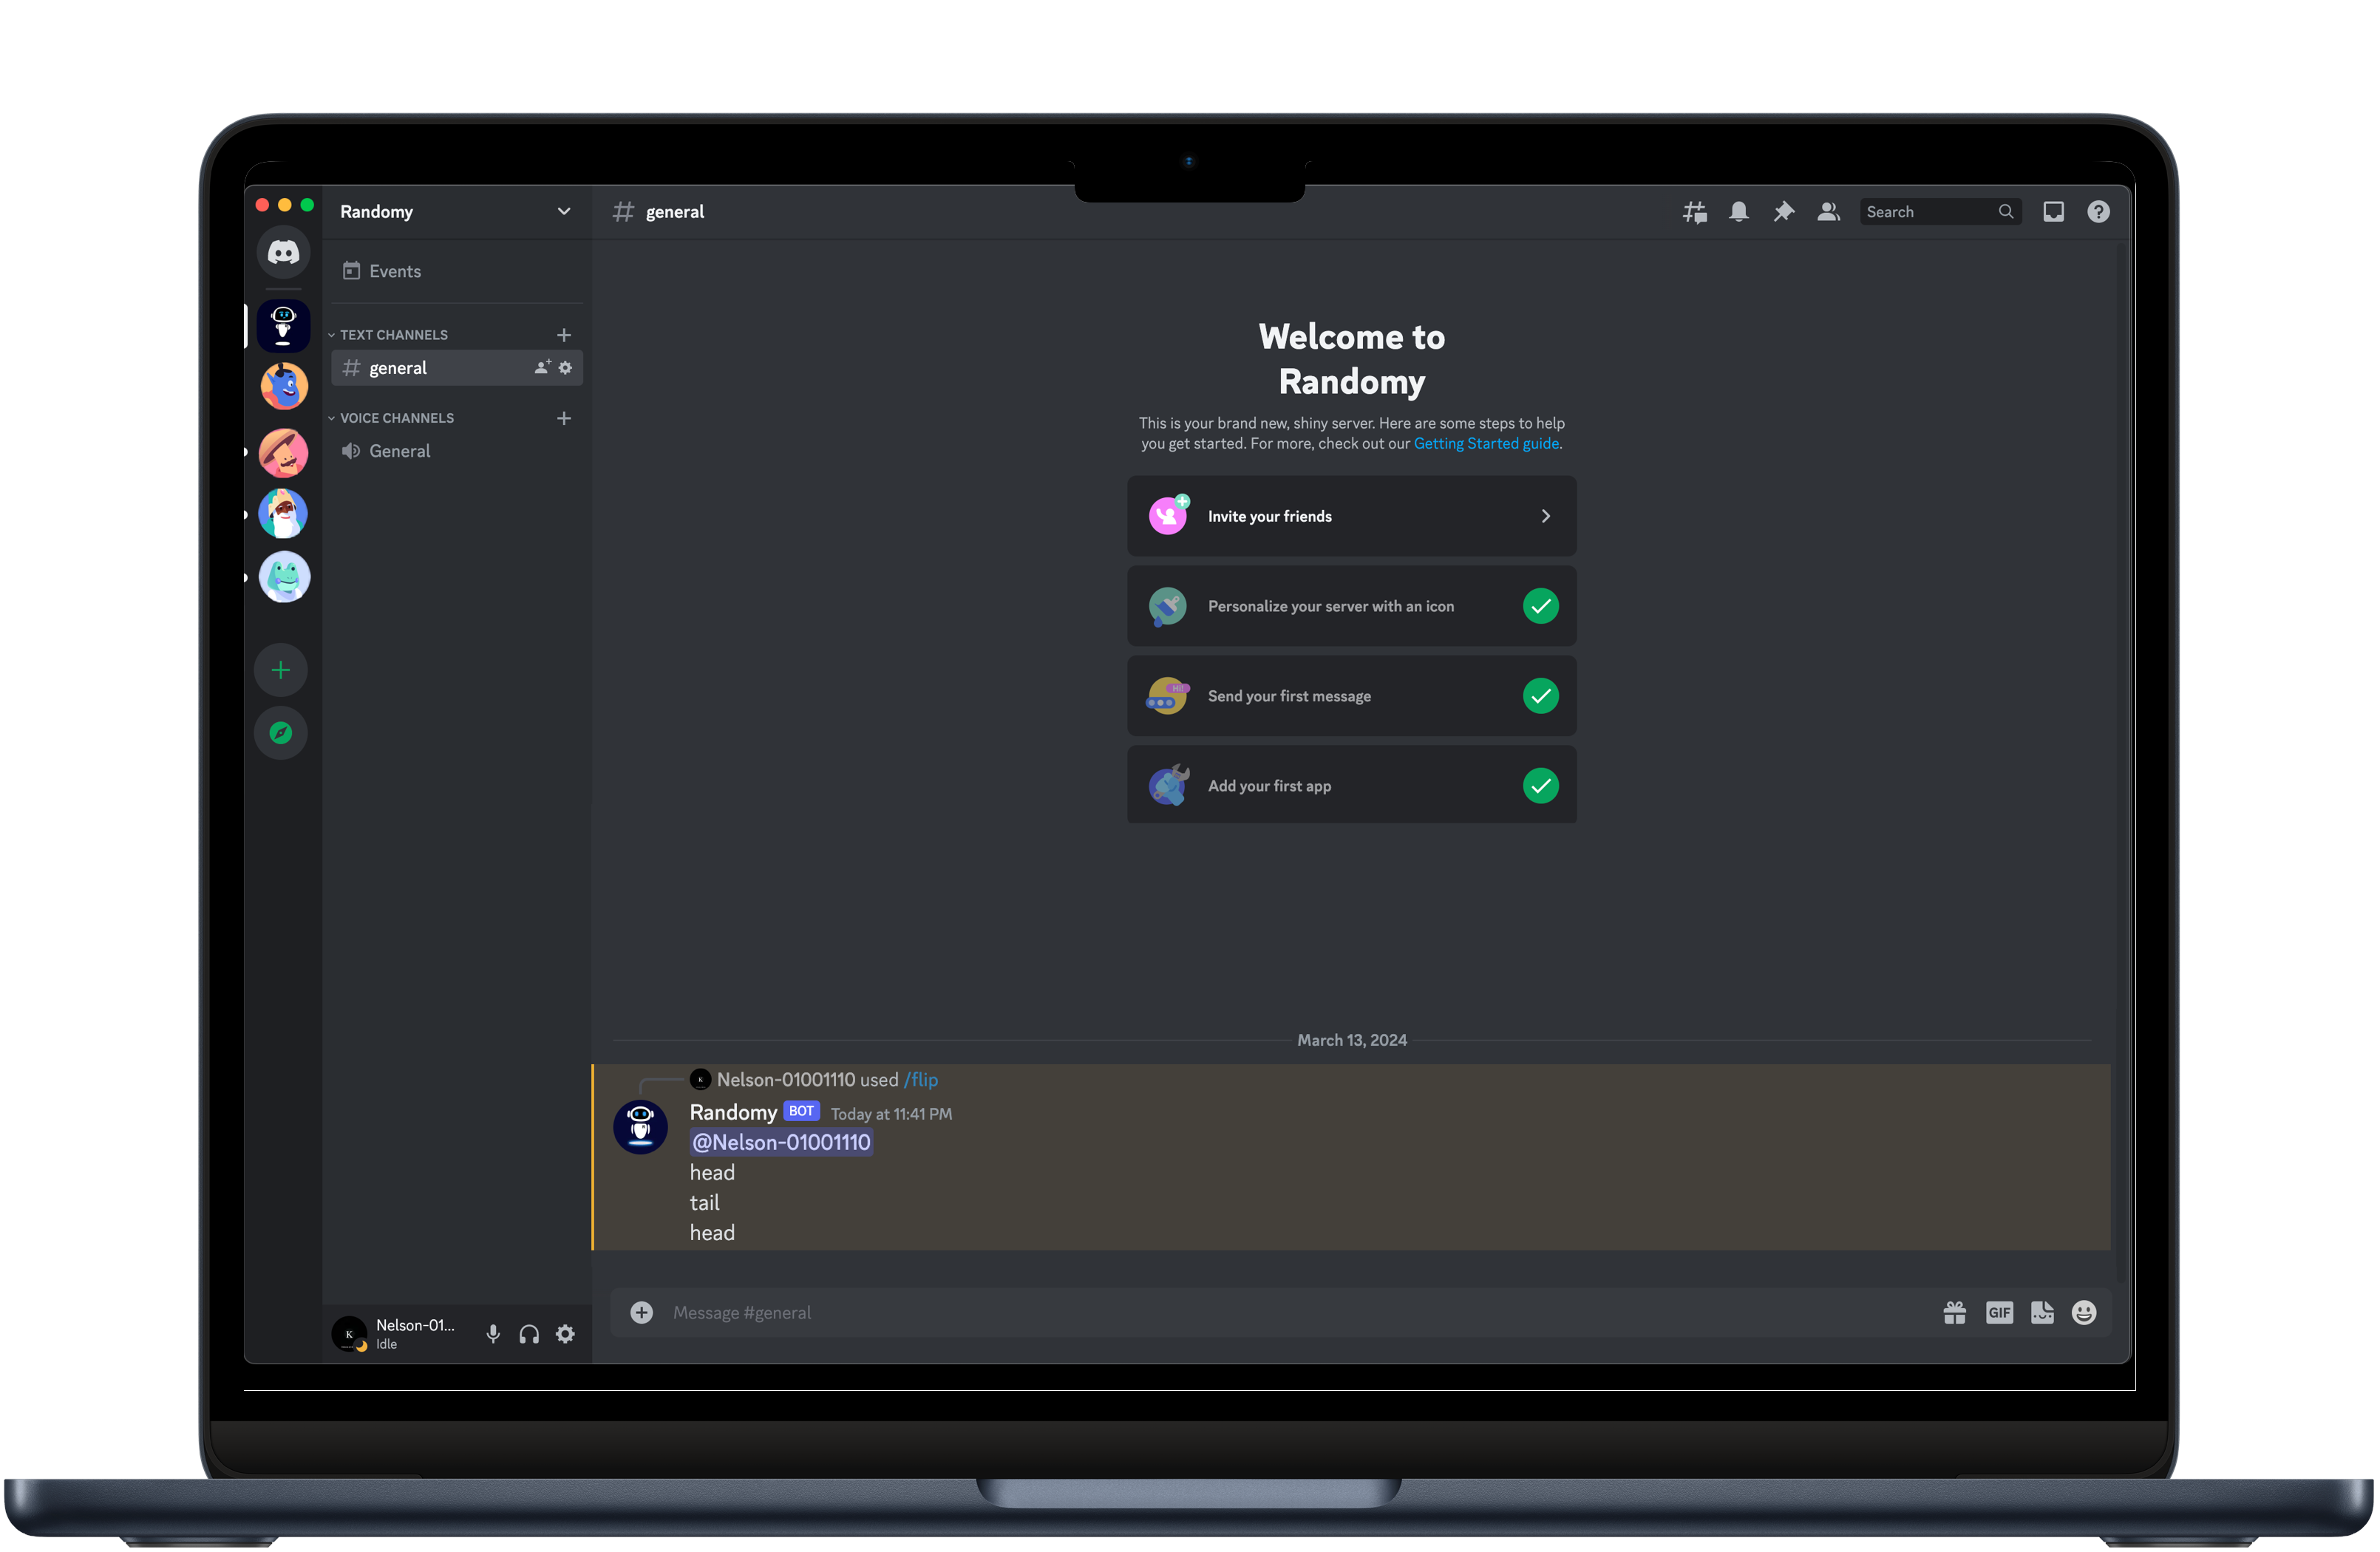 Randomy
# general
Search
Events
TEXT CHANNELS
general
VOICE CHANNELS
General
Welcome to
Randomy
This is your brand new, shiny server. Here are some steps to help
you get started. For more, check out our Getting Started guide.
Invite your friends
Personalize your server with an icon
Hi!
Send your first message
Add your first app
March 13, 2024
Nelson-01001110 used /flip
Randomy BOT Today at 11:41 PM
@Nelson-01001110
head
tail
head
Message #general
GIF
K
Nelson-01...
Idle